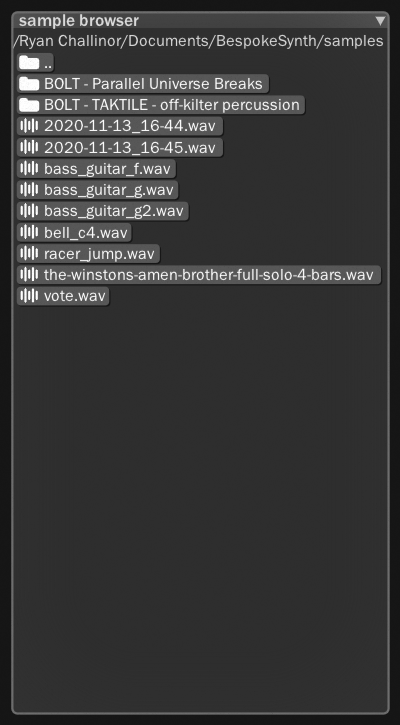 sample browser
/Ryan Challinor/Documents/BespokeSynth/samples
..
BOLT - Parallel Universe Breaks
BOLT - TAKTILE - off-kilter percussion
2020-11-13_16-44.wav
2020-11-13_16-45.wav
bass_guitar_f.wav
bass_guitar_g.wav
bass_guitar_g2.wav
bell_c4.wav
racer_jump.wav
the-winstons-amen-brother-full-solo-4-bars.wav
vote.wav